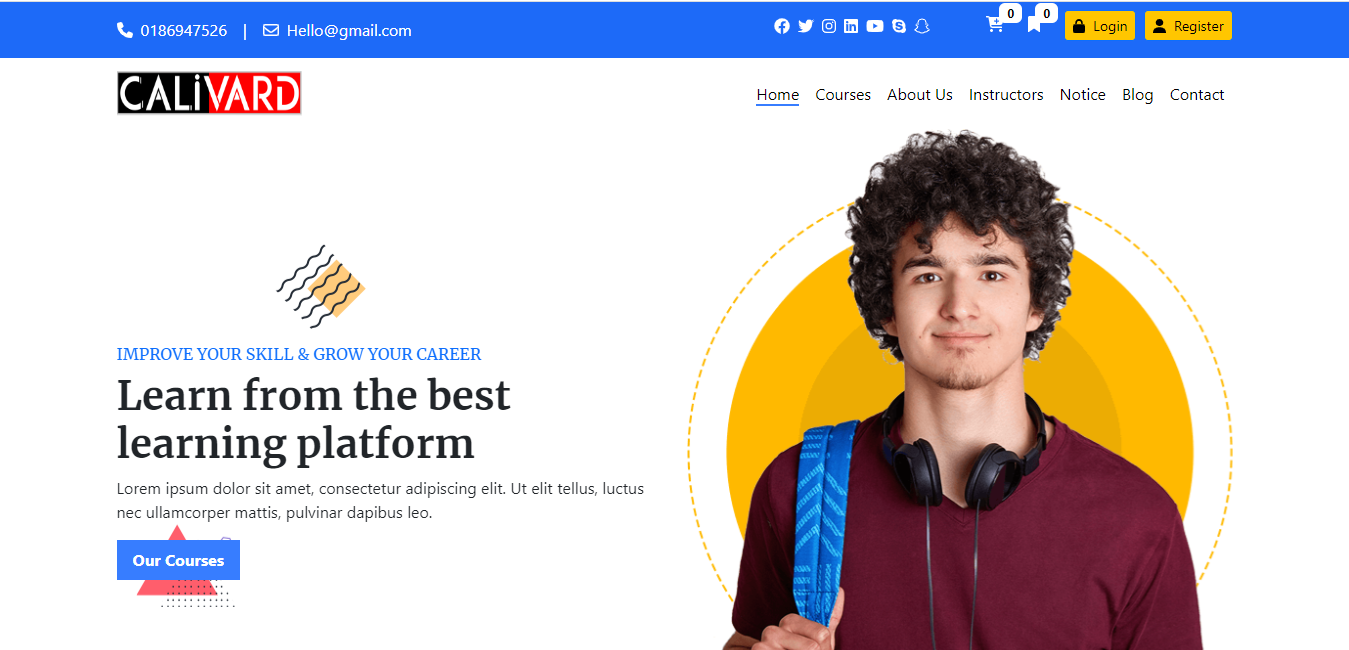 0186947526 | Hello@gmail.com 0 0 Login Register
CALiVARD
Home Courses About Us Instructors Notice Blog Contact
IMPROVE YOUR SKILL & GROW YOUR CAREER
Learn from the best
learning platform
Lorem ipsum dolor sit amet, consectetur adipiscing elit. Ut elit tellus, luctus
nec ullamcorper mattis, pulvinar dapibus leo.
Our Courses